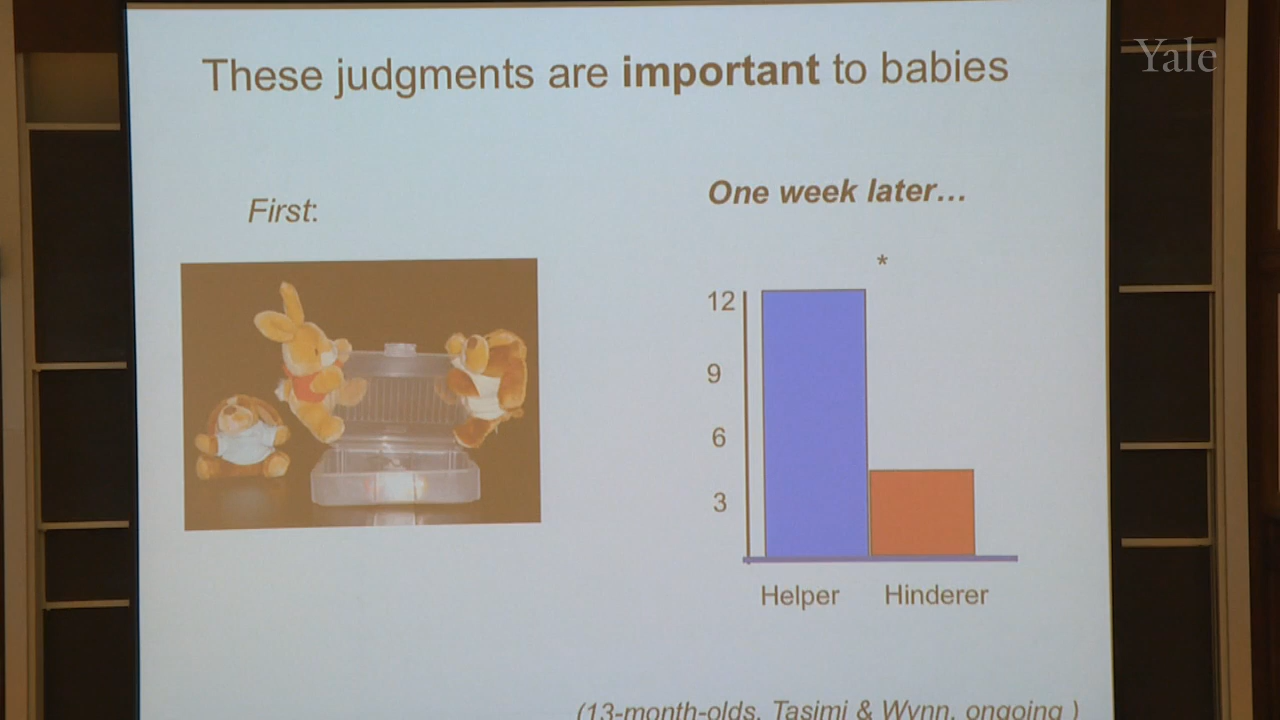 Yale
These judgments are important to babies
First:
One week later...
*
12
9
6
3
Helper Hinderer
(13-month-olds, Tasimi & Wynn, ongoing )